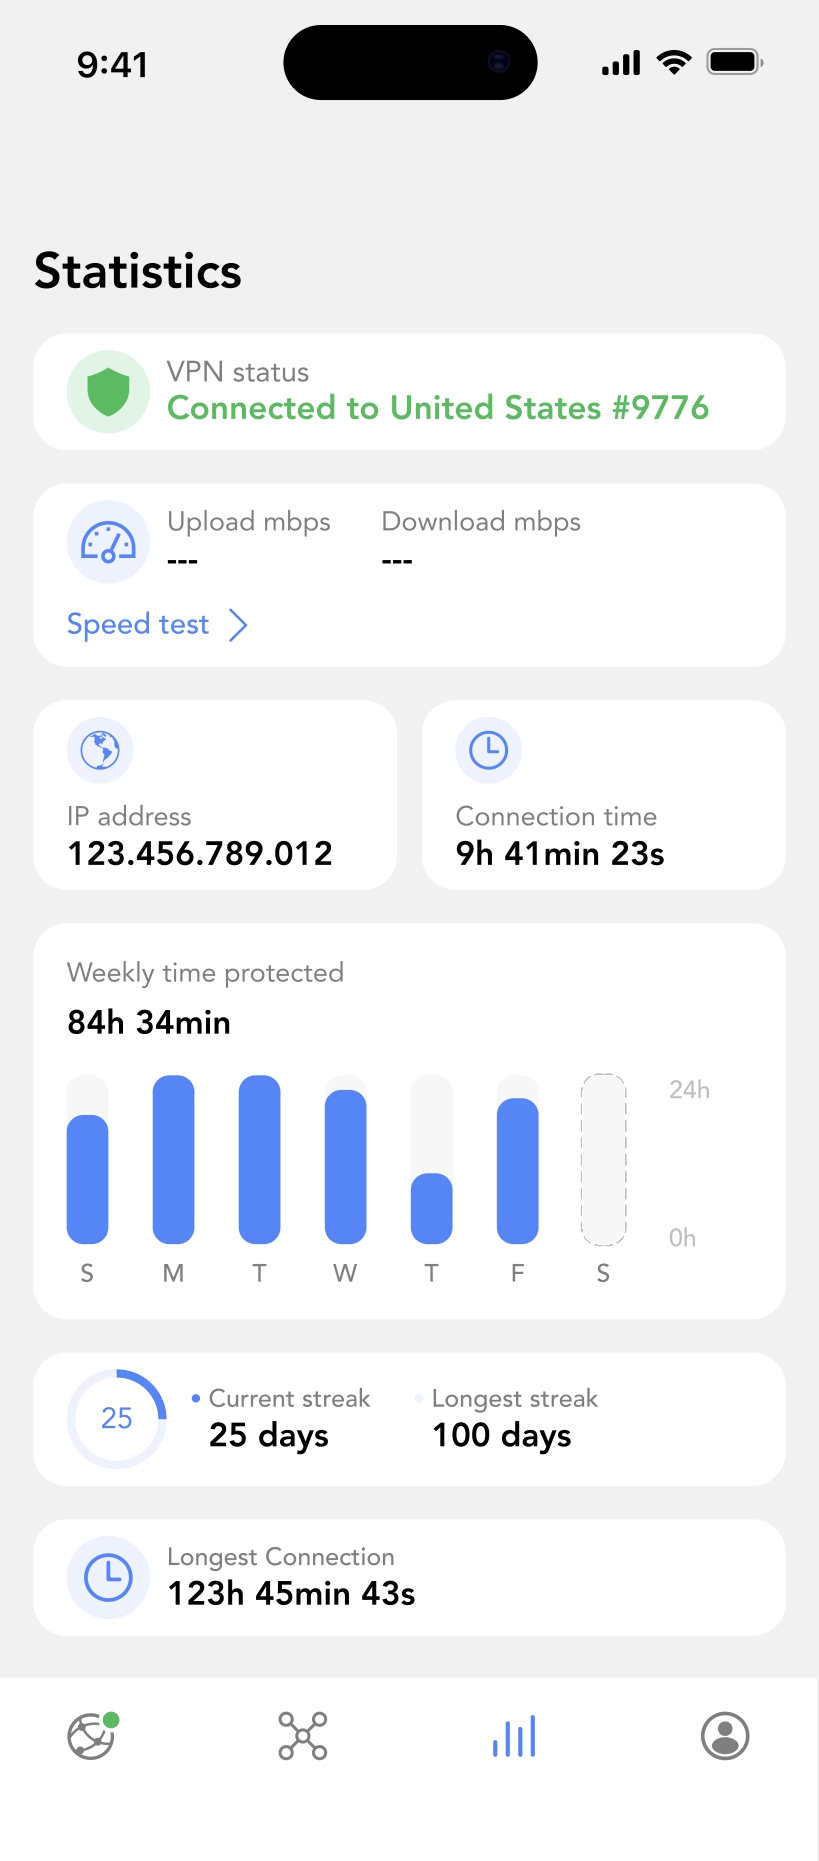 9:41
Statistics
VPN status
Connected to United States #9776
Upload mbps
---
Download mbps
---
Speed test
IP address
123.456.789.012
Connection time
9h 41min 23s
Weekly time protected
84h 34min
24h
0h
S M T W T F S
25
Current streak
25 days
Longest streak
100 days
Longest Connection
123h 45min 43s